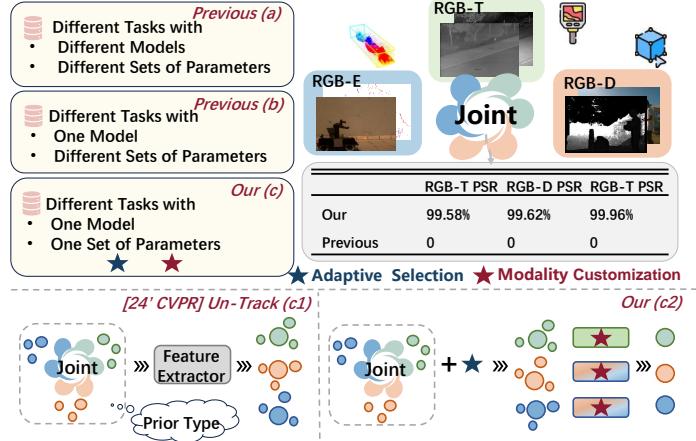 Previous (a)
Different Tasks with
• Different Models
• Different Sets of Parameters
Previous (b)
Different Tasks with
• One Model
• Different Sets of Parameters
Our (c)
Different Tasks with
• One Model
• One Set of Parameters
RGB-T
RGB-E
RGB-D
Joint
RGB-T PSR RGB-D PSR RGB-T PSR
Our 99.58% 99.62% 99.96%
Previous 0 0 0
Adaptive Selection Modality Customization
[24' CVPR] Un-Track (c1)
Joint
Feature
Extractor
Prior Type
Our (c2)
Joint
+